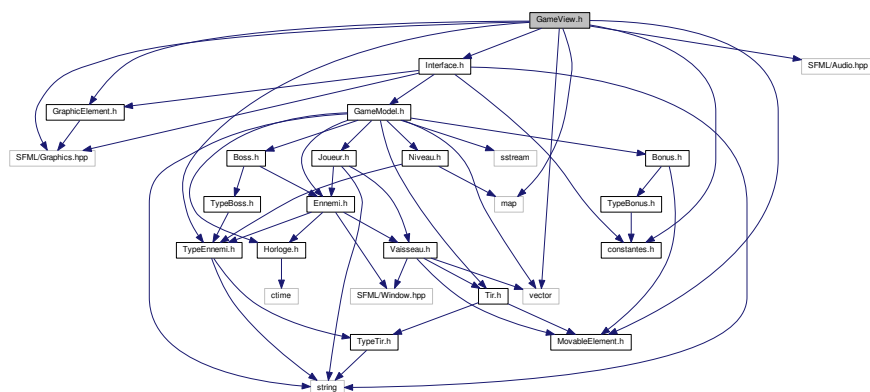 GameView.h
Interface.h
SFML/Audio.hpp
GraphicElement.h
GameModel.h
SFML/Graphics.hpp
Boss.h
Joueur.h
Niveau.h
sstream
Bonus.h
TypeBoss.h
Ennemi.h
map
TypeBonus.h
TypeEnnemi.h
Horloge.h
Vaisseau.h
constantes.h
ctime
SFML/Window.hpp
Tir.h
vector
TypeTir.h
MovableElement.h
string